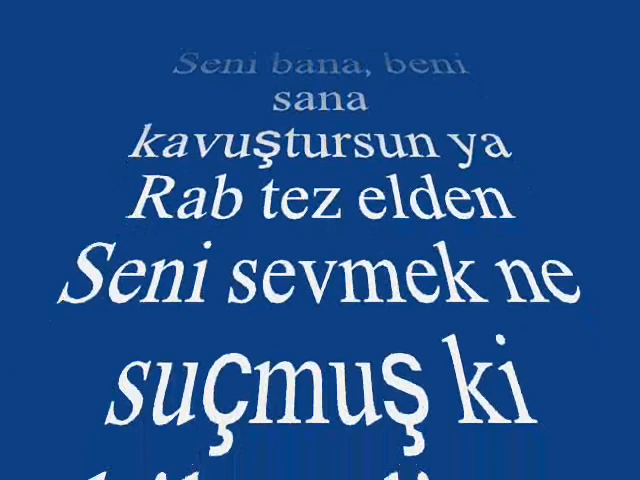 Seni bana, beni
sana
kavuştursun ya
Rab tez elden
Seni sevmek ne
suçmuş ki